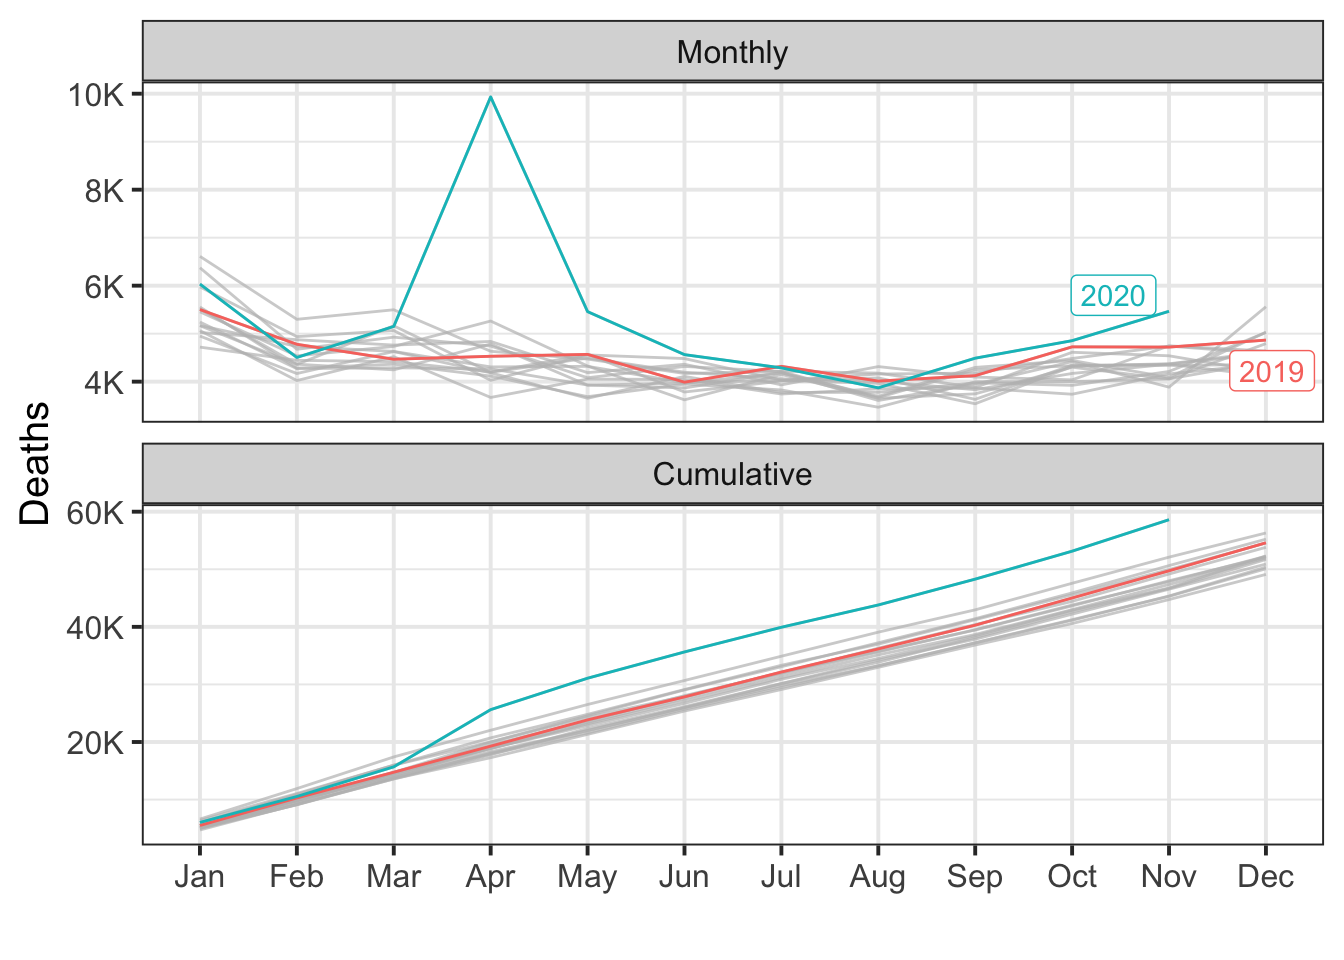 Monthly
10K
8K
6K
4K
2020
2019
Deaths
Cumulative
60K
40K
20K
Jan Feb Mar Apr May Jun Jul Aug Sep Oct Nov Dec